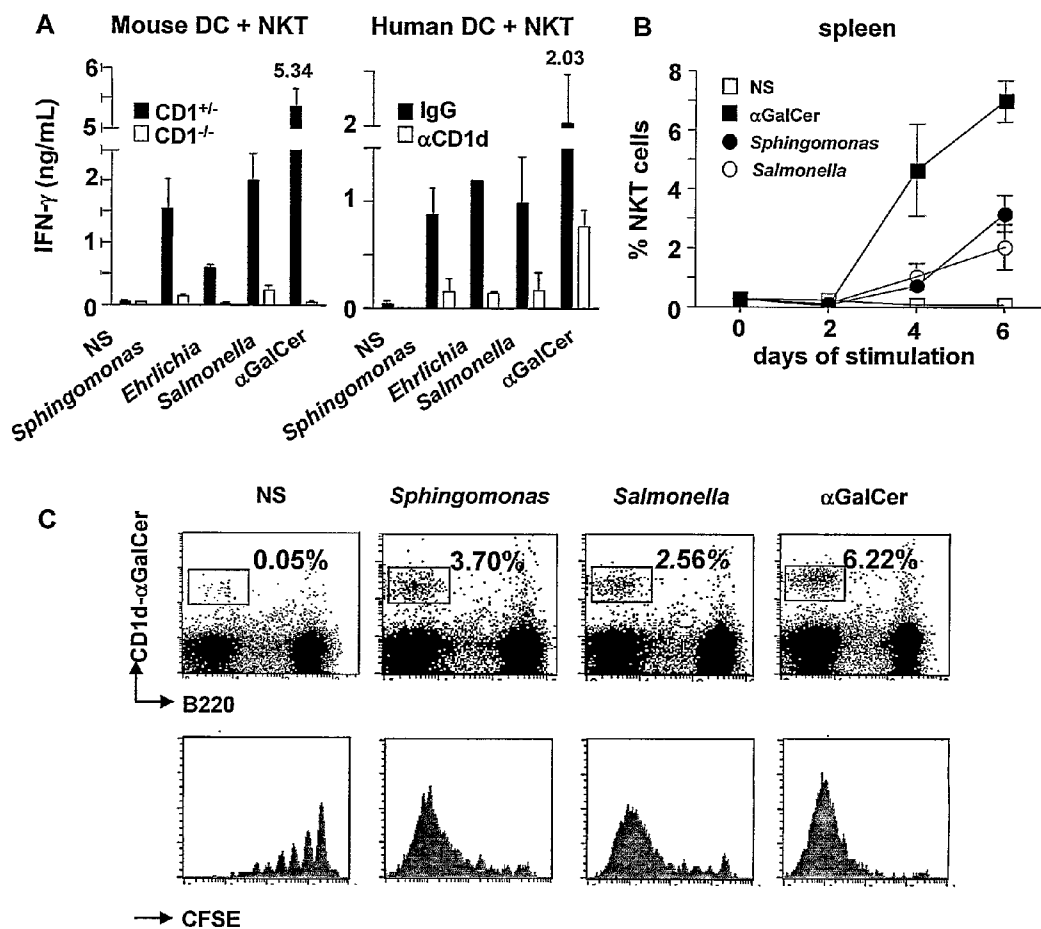 A
Mouse DC + NKT
Human DC + NKT
IFN-γ (ng/mL)
6
5
2
1
0
5.34
CD1+/-
CD1-/-
NS
Sphingomonas
Ehrlichia
Salmonella
αGalCer
2
1
0
2.03
IgG
αCD1d
NS
Sphingomonas
Ehrlichia
Salmonella
αGalCer
B
spleen
% NKT cells
8
6
4
2
0
NS
αGalCer
Sphingomonas
Salmonella
0
2
4
6
days of stimulation
C
NS
Sphingomonas
Salmonella
αGalCer
CD1d-αGalCer
0.05%
3.70%
2.56%
6.22%
B220
CFSE